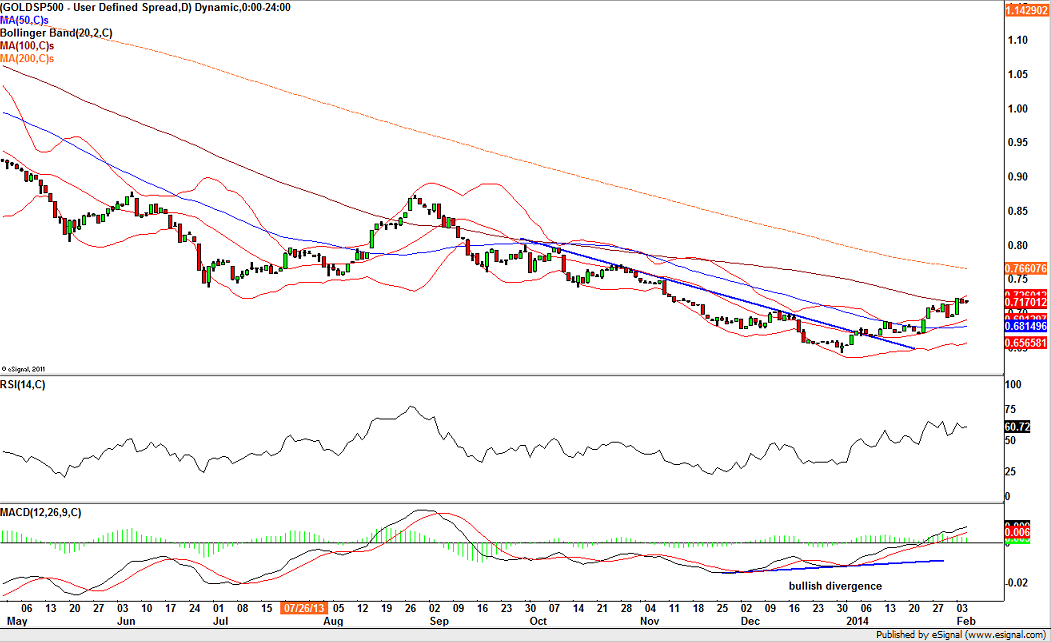 (GOLDSP500 - User Defined Spread,D) Dynamic,0:00-24:00
MA(50,C)s
Bollinger Band(20,2,C)
MA(100,C)s
MA(200,C)s
1.142902
1.10
1.05
1.00
0.95
0.90
0.85
0.80
0.766076
0.75
0.717012
0.681496
0.656581
© eSignal, 2011
RSI(14,C)
100
75
60.72
50
25
0
MACD(12,26,9,C)
0.006
0
-0.02
bullish divergence
06 13 20 27 03 10 17 24 01 08 15 07/26/13 05 12 19 26 02 09 16 23 30 07 14 21 28 04 11 18 25 02 09 16 23 30 06 13 20 27 03
May Jun Jul Aug Sep Oct Nov Dec 2014 Feb
Published by eSignal (www.esignal.com)